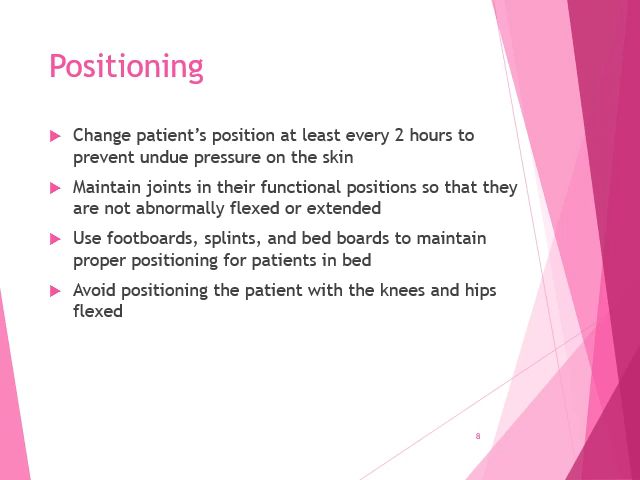 Positioning
Change patient’s position at least every 2 hours to
prevent undue pressure on the skin
Maintain joints in their functional positions so that they
are not abnormally flexed or extended
Use footboards, splints, and bed boards to maintain
proper positioning for patients in bed
Avoid positioning the patient with the knees and hips
flexed
8